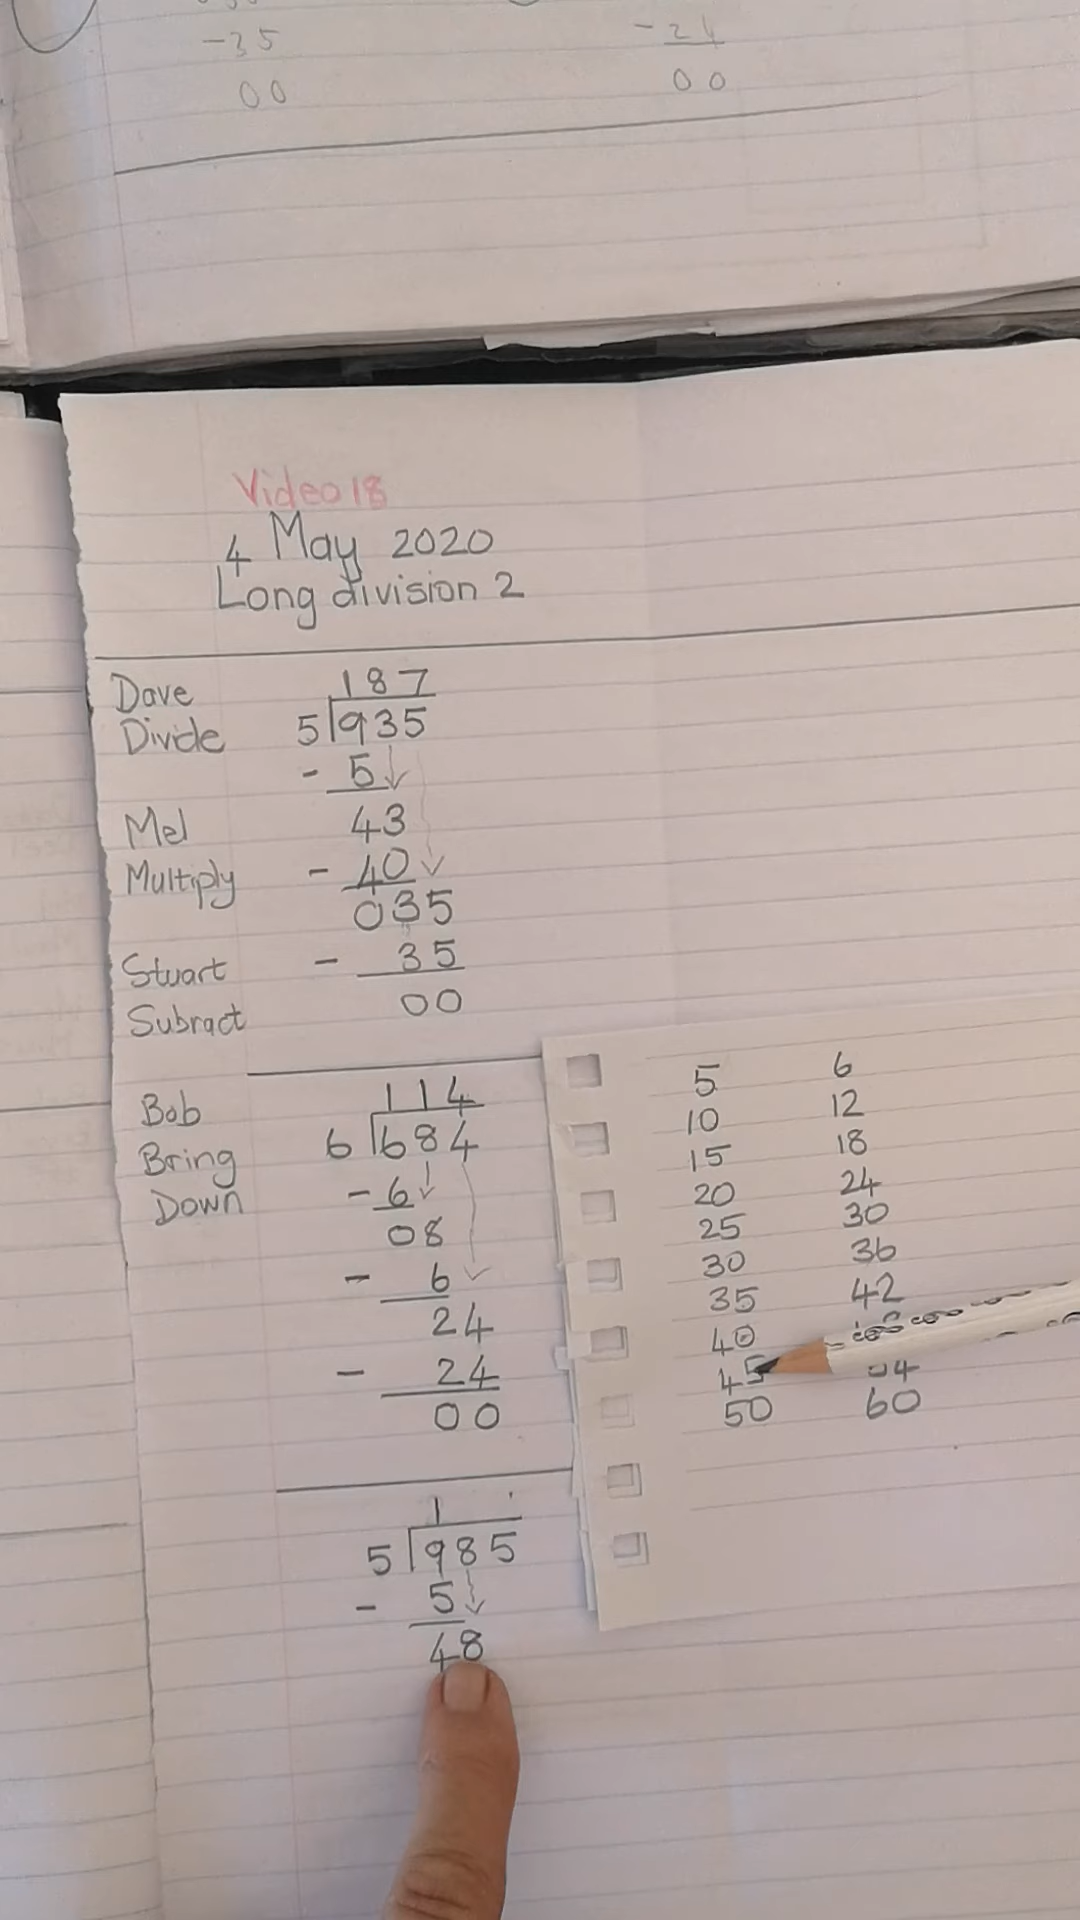 -35
- 24
00
00
Video 18
4 May 2020
Long division 2
Dave
187
Divide
5 935
- 5
Mel
43
Multiply
- 40
035
Stuart
- 35
Subract
00
Bob
114
Bring
6 684
Down
- 6
08
- 6
24
- 24
00
1
5 985
- 5
48
5 6
10 12
15 18
20 24
25 30
30 36
35 42
40
45
50 60